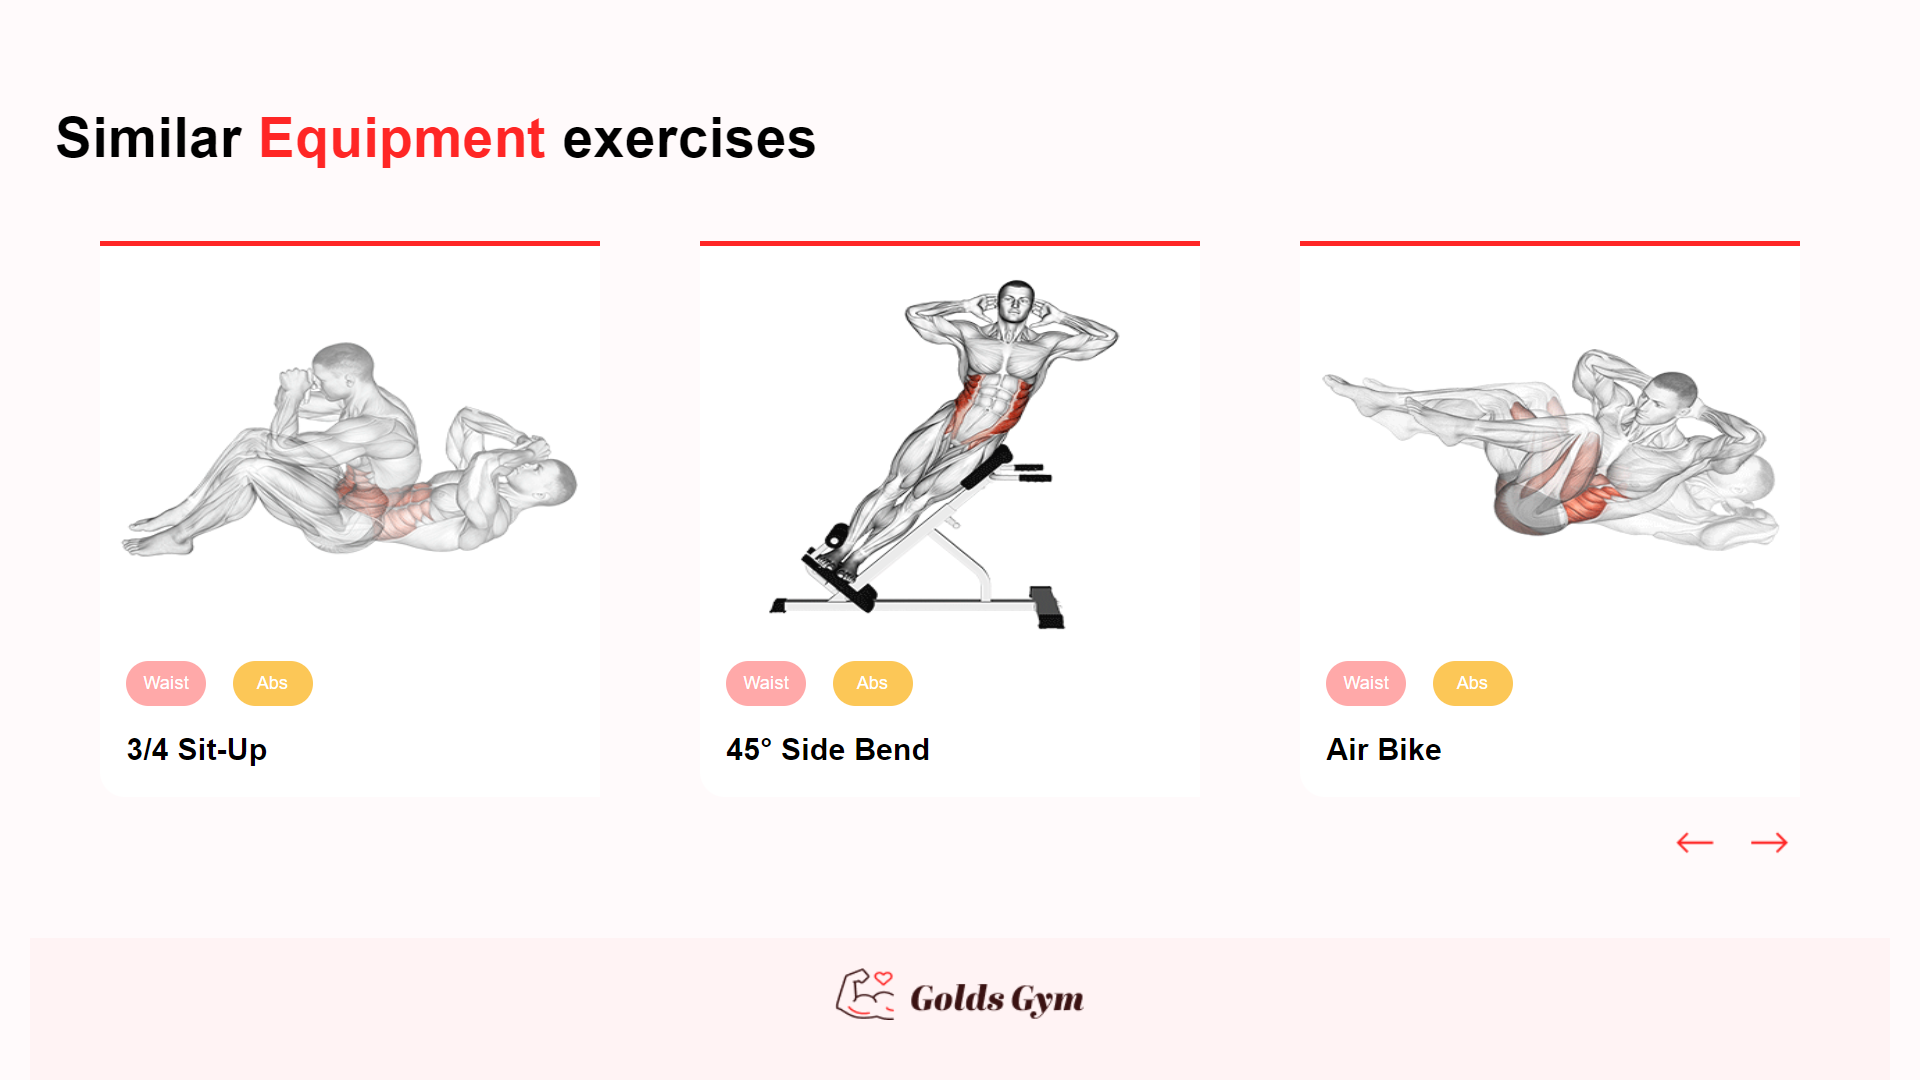 Similar Equipment exercises
Waist Abs
3/4 Sit-Up
Waist Abs
45° Side Bend
Waist Abs
Air Bike
Golds Gym